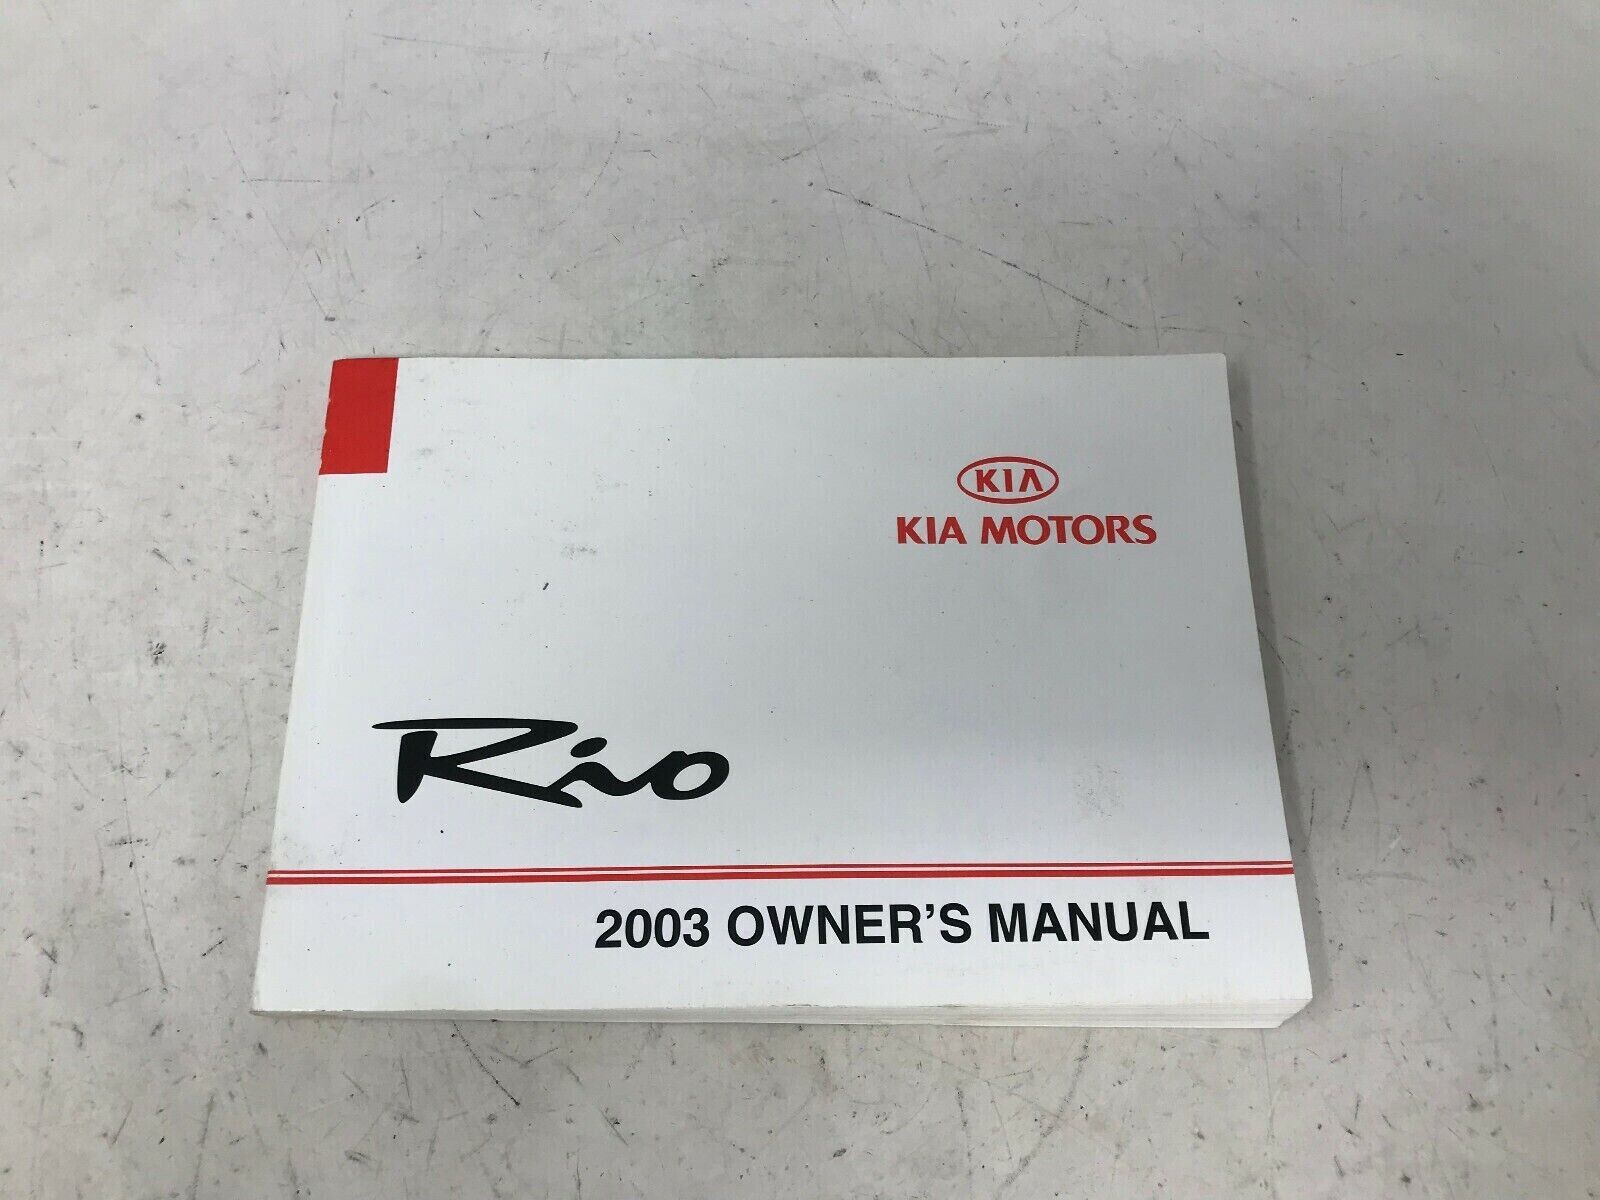 KIA
KIA MOTORS
Rio
2003 OWNER'S MANUAL